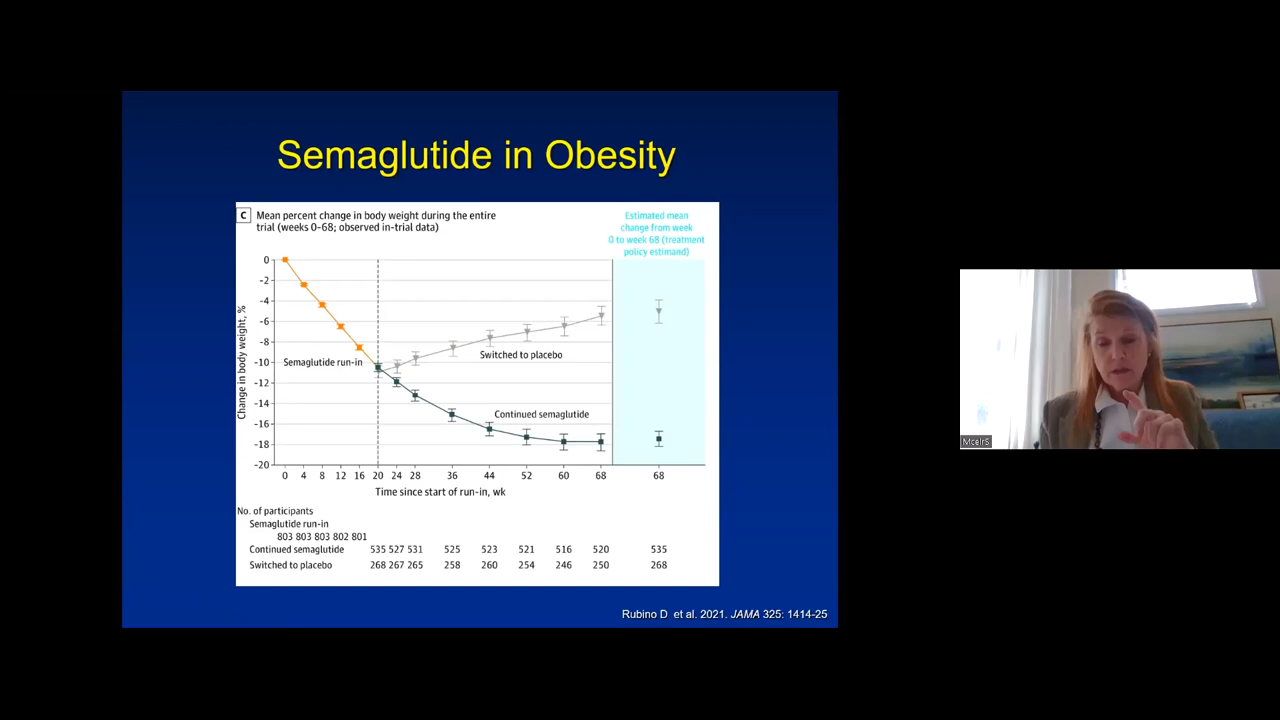 Semaglutide in Obesity
C Mean percent change in body weight during the entire
trial (weeks 0-68; observed in-trial data)
Estimated mean
change from week
0 to week 68 (treatment
policy estimand)
Change in body weight, %
0
-2
-4
-6
-8
-10
-12
-14
-16
-18
-20
Semaglutide run-in
Switched to placebo
Continued semaglutide
0 4 8 12 16 20 24 28 36 44 52 60 68 68
Time since start of run-in, wk
No. of participants
Semaglutide run-in
803 803 803 802 801
Continued semaglutide 535 527 531 525 523 521 516 520 535
Switched to placebo 268 267 265 258 260 254 246 250 268
Rubino D et al. 2021. JAMA 325: 1414-25
McelrS